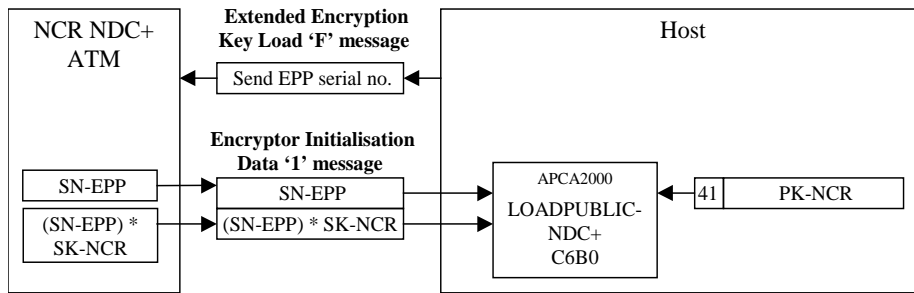 NCR NDC+
ATM
Extended Encryption
Key Load ‘F’ message
Send EPP serial no.
Host
Encryptor Initialisation
Data ‘1’ message
SN-EPP
SN-EPP
(SN-EPP) *
SK-NCR
(SN-EPP) * SK-NCR
APCA2000
LOADPUBLIC-
NDC+
C6B0
41
PK-NCR